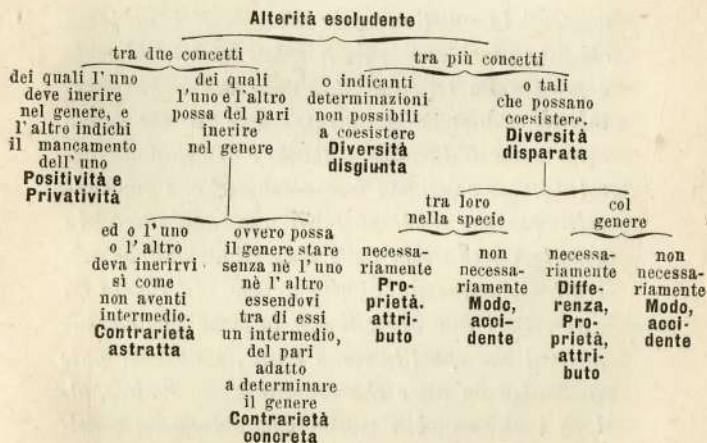 Alterità escludente
tra due concetti
tra più concetti
dei quali l'uno
deve inerire
nel genere, e
l'altro indichi
il mancamento
dell'uno
Positività e
Privatività
dei quali
l'uno e l'altro
possa del pari
inerire
nel genere
o indicanti
determinazioni
non possibili
a coesistere
Diversità
disgiunta
o tali
che possano
coesistere.
Diversità
disparata
ed o l'uno
o l'altro
deva inerirvi
sì come
non aventi
intermedio.
Contrarietà
astratta
ovvero possa
il genere stare
senza nè l'uno
nè l'altro
essendovi
tra di essi
un intermedio,
del pari
adatto
a determinare
il genere
Contrarietà
concreta
tra loro
nella specie
col
genere
necessa-
riamente
Pro-
prietà.
attri-
buto
non
necessa-
riamente
Modo,
acci-
dente
necessa-
riamente
Diffe-
renza,
Pro-
prietà,
attri-
buto
non
necessa-
riamente
Modo,
acci-
dente